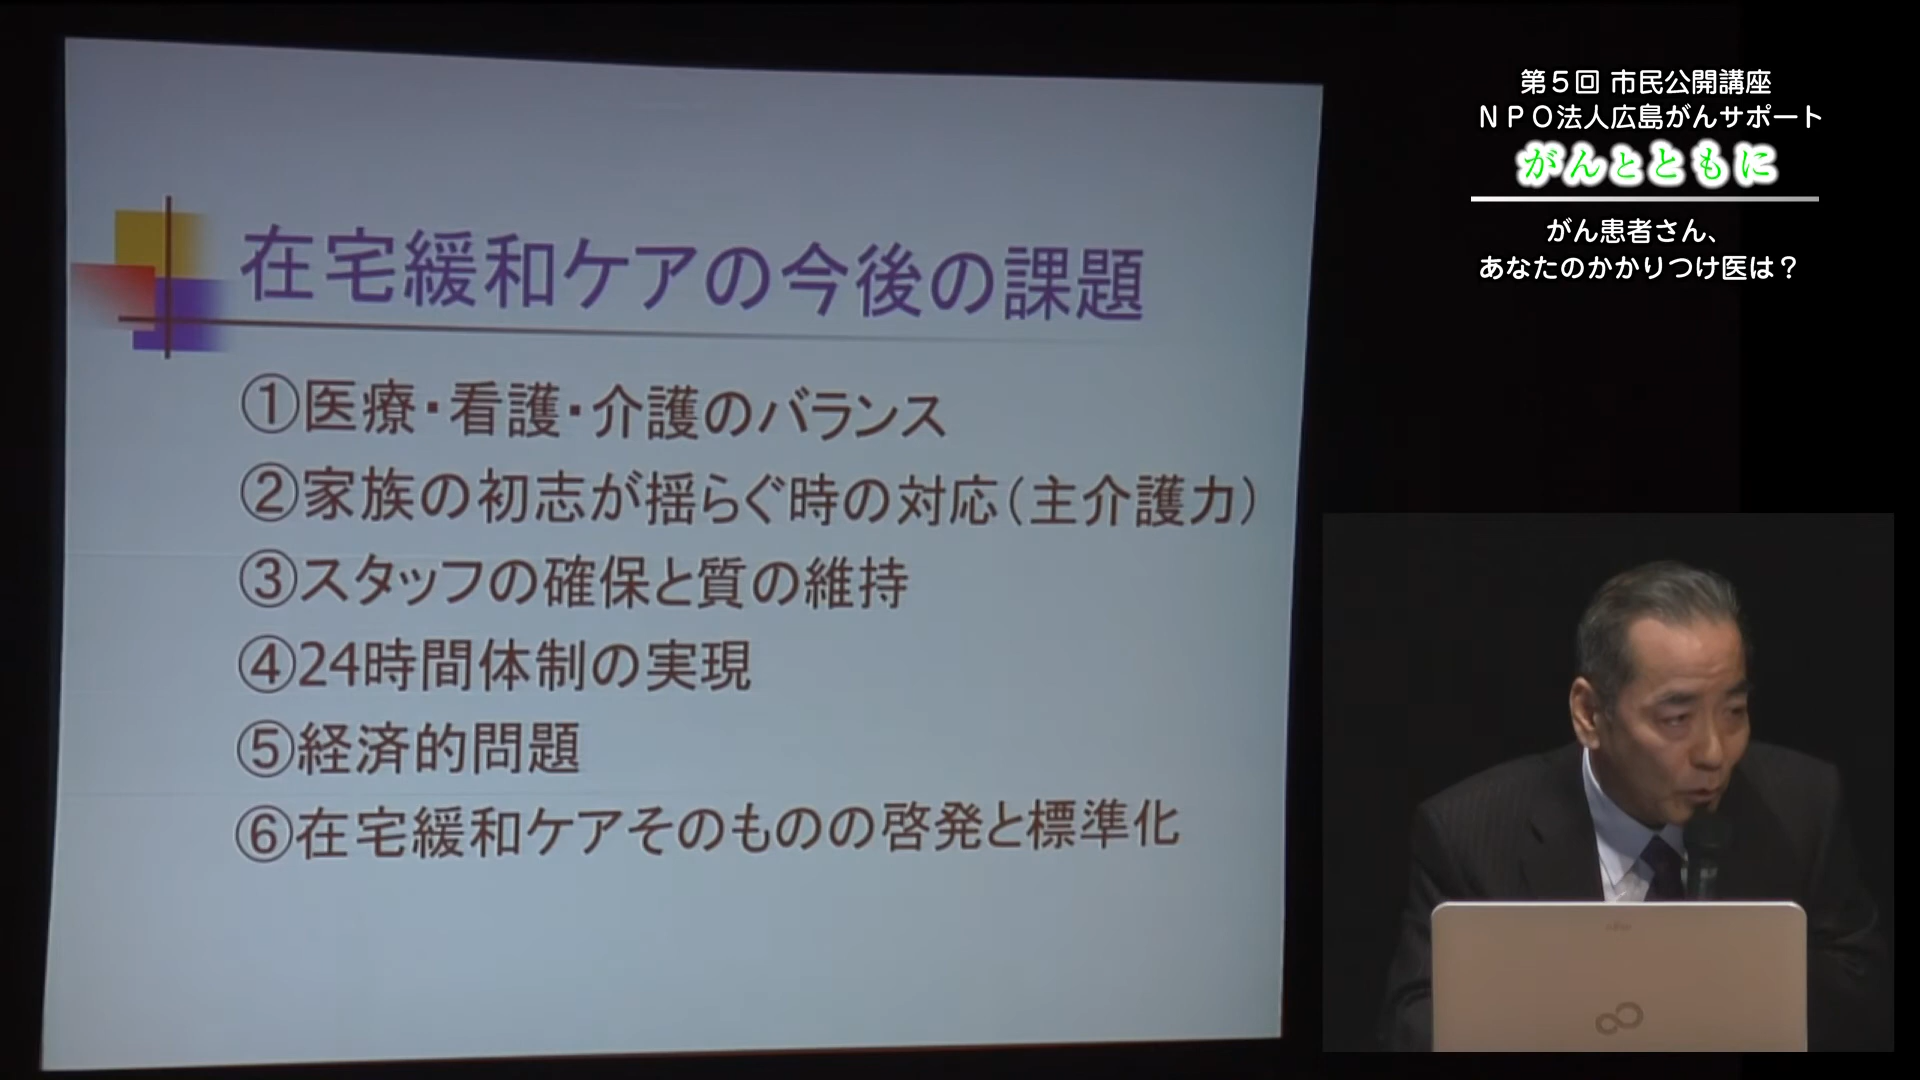 在宅緩和ケアの今後の課題
①医療・看護・介護のバランス
②家族の初志が揺らぐ時の対応(主介護力)
③スタッフの確保と質の維持
④24時間体制の実現
⑤経済的問題
⑥在宅緩和ケアそのものの啓発と標準化
第5回 市民公開講座
NPO法人広島がんサポート
がんとともに
がん患者さん、
あなたのかかりつけ医は?